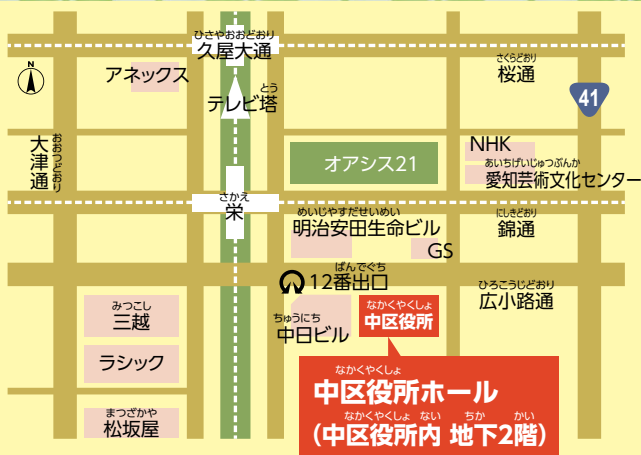 ひさやおおどおり
久屋大通
N
アネックス
とう
テレビ塔
さくらどおり
桜通
41
おおつどおり
大津通
オアシス21
NHK
あいちげいじゅつぶんか
愛知芸術文化センター
さかえ
栄
めいじやすだせいめい
明治安田生命ビル
GS
にしきどおり
錦通
ばんでぐち
12番出口
ひろこうじどおり
広小路通
みつこし
三越
ちゅうにち
中日ビル
なかくやくしょ
中区役所
ラシック
まつざかや
松坂屋
なかくやくしょ
中区役所ホール
なかくやくしょ ない ちか かい
(中区役所内 地下2階)